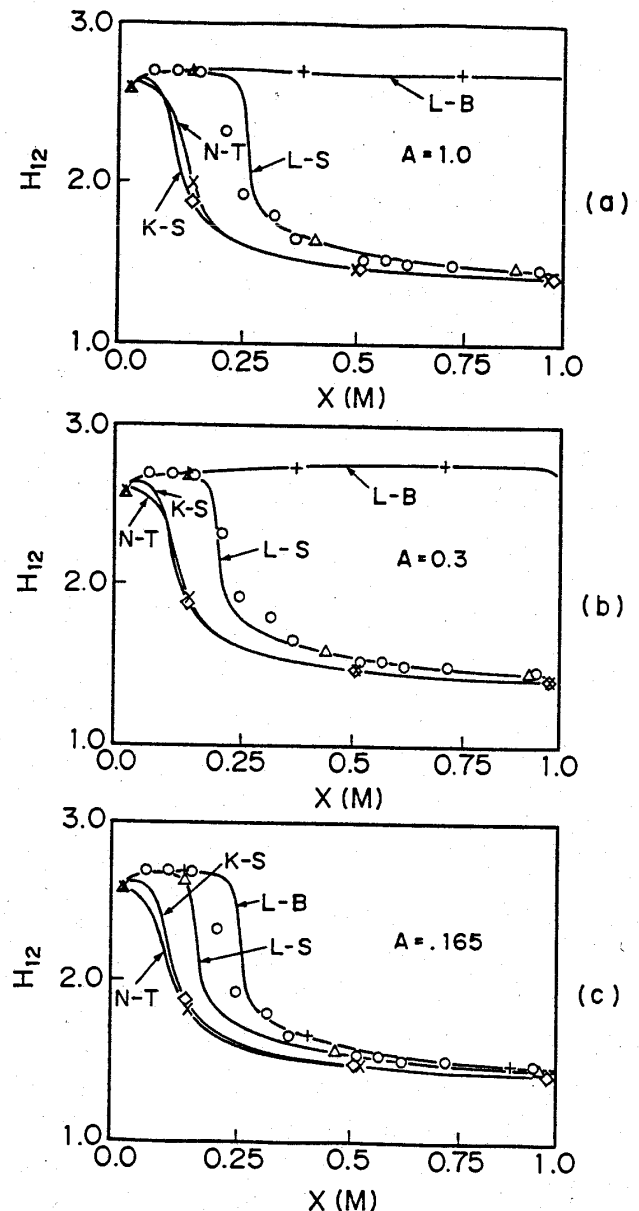 3.0
L-B
N-T
L-S
A = 1.0
H12
2.0
(a)
K-S
1.0
0.0 0.25 0.5 0.75 1.0
X (M)
3.0
K-S
L-B
N-T
L-S
A = 0.3
H12
2.0
(b)
1.0
0.0 0.25 0.5 0.75 1.0
X (M)
3.0
K-S
L-B
L-S
A = .165
H12
2.0
N-T
(c)
1.0
0.0 0.25 0.5 0.75 1.0
X (M)